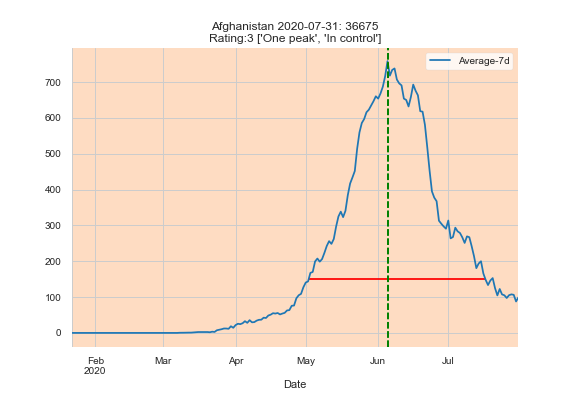 Afghanistan 2020-07-31: 36675
Rating:3 ['One peak', 'In control']
Average-7d
700
600
500
400
300
200
100
0
Feb Mar Apr May Jun Jul
2020
Date